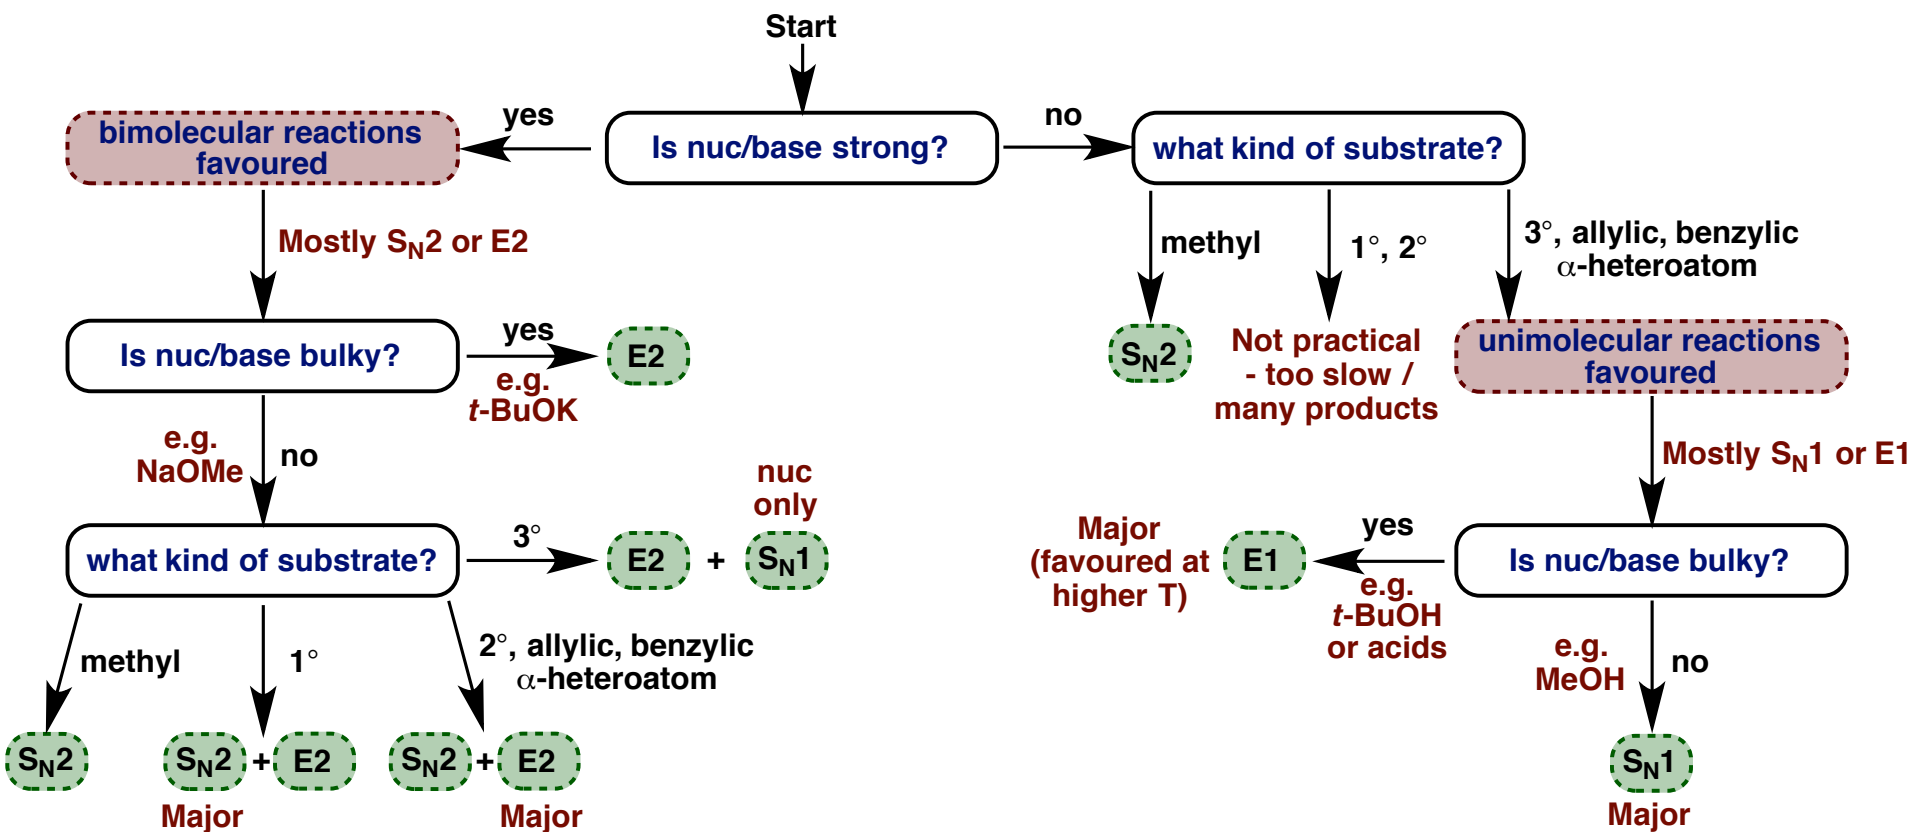 Start
yes
no
bimolecular reactions
favoured
Is nuc/base strong?
what kind of substrate?
Mostly SN2 or E2
methyl
1°, 2°
3°, allylic, benzylic
α-heteroatom
Is nuc/base bulky?
yes
e.g.
t-BuOK
E2
SN2
Not practical
- too slow /
many products
unimolecular reactions
favoured
e.g.
NaOMe
no
Mostly SN1 or E1
what kind of substrate?
3°
E2
+
nuc
only
SN1
Major
(favoured at
higher T)
E1
yes
e.g.
t-BuOH
or acids
Is nuc/base bulky?
methyl
1°
2°, allylic, benzylic
α-heteroatom
e.g.
MeOH
no
SN2
SN2 + E2
Major
SN2 + E2
Major
SN1
Major